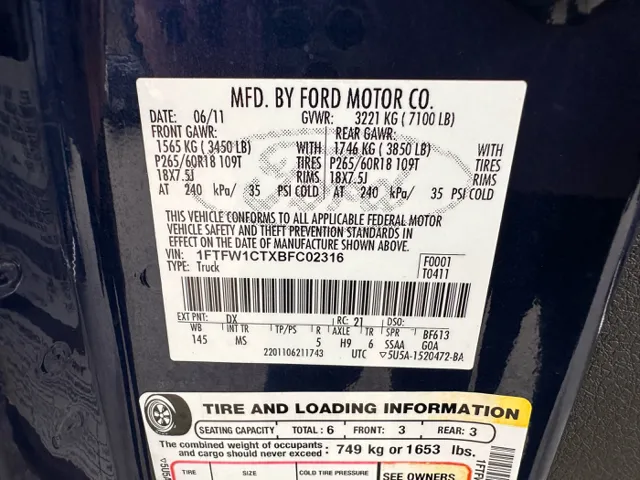 MFD. BY FORD MOTOR CO.
DATE: 06/11 GVWR: 3221 KG ( 7100 LB)
FRONT GAWR: REAR GAWR:
1565 KG ( 3450 LB) WITH 1746 KG ( 3850 LB) WITH
P265/60R18 109T TIRES P265/60R18 109T TIRES
18X7.5J RIMS 18X7.5J RIMS
AT 240 kPa/ 35 PSI COLD AT 240 kPa/ 35 PSI COLD
THIS VEHICLE CONFORMS TO ALL APPLICABLE FEDERAL MOTOR
VEHICLE SAFETY AND THEFT PREVENTION STANDARDS IN
EFFECT ON THE DATE OF MANUFACTURE SHOWN ABOVE.
VIN: 1FTFW1CTXBFC02316 F0001
TYPE: Truck T0411
EXT PNT: DX RC: 21 BF613
WB INT TR TP/PS R AXLE TR SPR
145 MS 5 H9 6 SSAA GOA
2201106211743 UTC ▽5U5A-1520472-BA
TIRE AND LOADING INFORMATION
SEATING CAPACITY TOTAL: 6 FRONT: 3 REAR: 3
The combined weight of occupants
and cargo should never exceed: 749 kg or 1653 lbs.
TIRE SIZE COLD TIRE PRESSURE SEE OWNERS